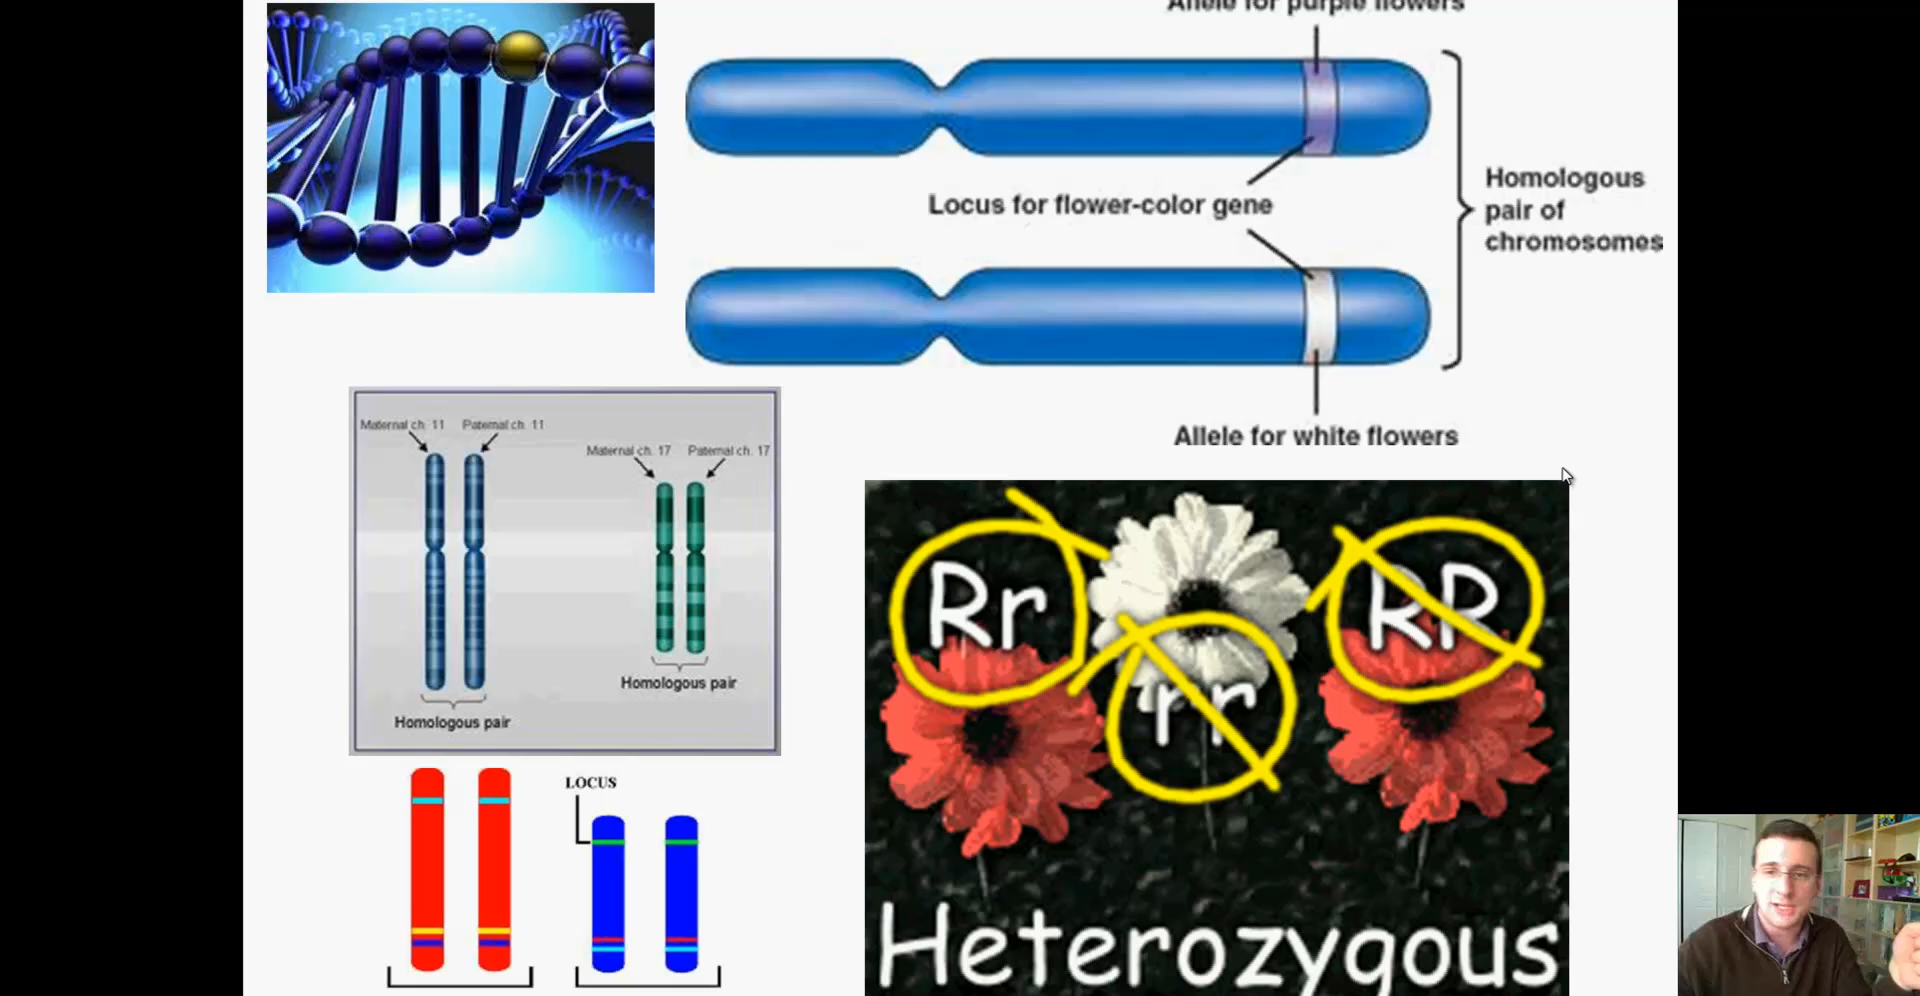 Allele for purple flowers
Locus for flower-color gene
Homologous
pair of
chromosomes
Allele for white flowers
Maternal ch. 11 Paternal ch. 11
Maternal ch. 17 Paternal ch. 17
Homologous pair
Homologous pair
LOCUS
Rr
RR
rr
Heterozygous